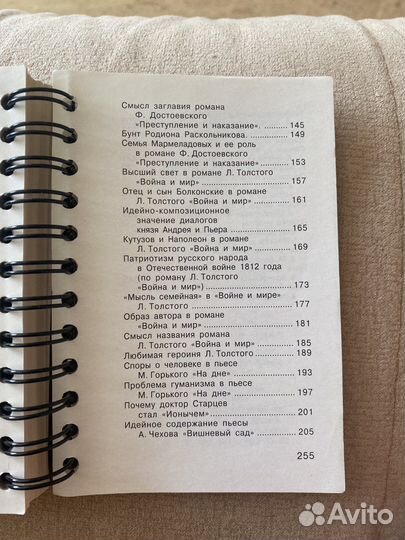 Смысл заглавия романа
Ф. Достоевского
«Преступление и наказание». .......... 145
Бунт Родиона Раскольникова. .......... 149
Семья Мармеладовых и ее роль
в романе Ф. Достоевского
«Преступление и наказание» ........... 153
Высший свет в романе Л. Толстого
«Война и мир» ........................ 157
Отец и сын Болконские в романе
Л. Толстого «Война и мир» ............ 161
Идейно-композиционное
значение диалогов
князя Андрея и Пьера ................. 165
Кутузов и Наполеон в романе
Л. Толстого «Война и мир» ............ 169
Патриотизм русского народа
в Отечественной войне 1812 года
(по роману Л. Толстого
«Война и мир») ....................... 173
«Мысль семейная» в «Войне и мире»
Л. Толстого .......................... 177
Образ автора в романе
«Война и мир» ........................ 181
Смысл названия романа
Л. Толстого «Война и мир» ............ 185
Любимая героиня Л. Толстого .......... 189
Споры о человеке в пьесе
М. Горького «На дне» ................. 193
Проблема гуманизма в пьесе
М. Горького «На дне» ................. 197
Почему доктор Старцев
стал «Ионычем» ....................... 201
Идейное содержание пьесы
А. Чехова «Вишневый сад» ............. 205
255
Avito